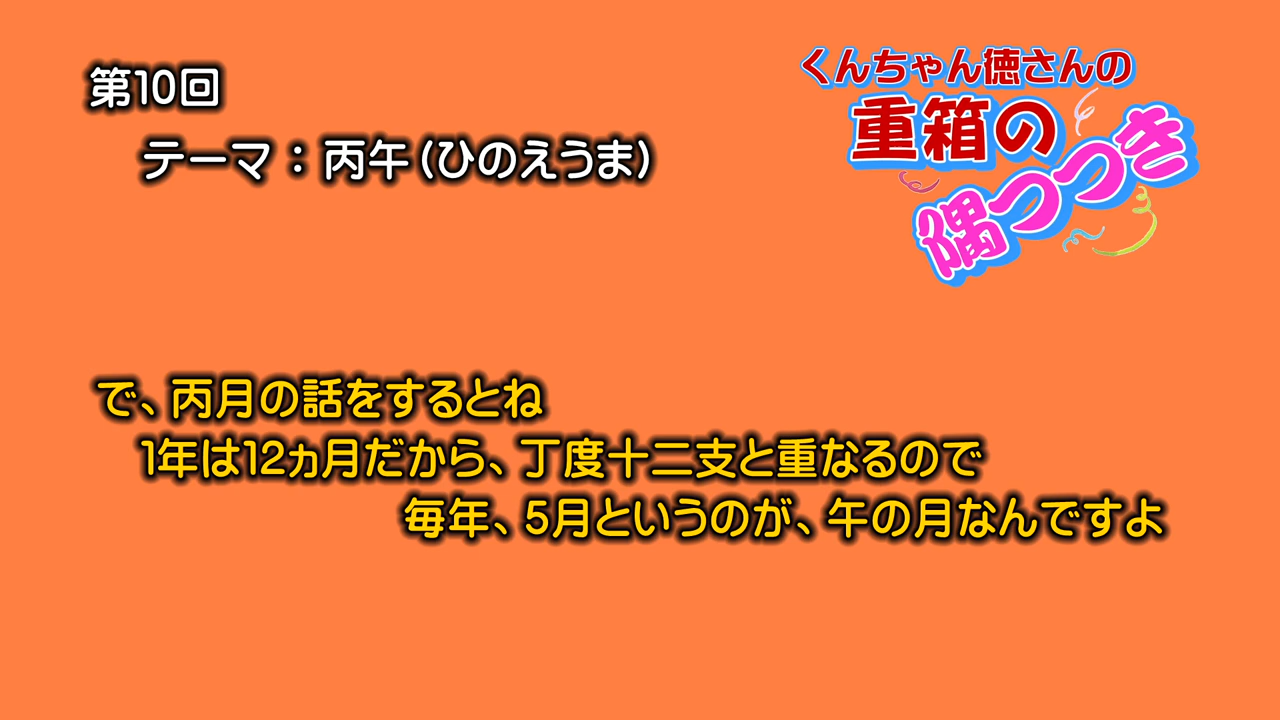 第10回
テーマ：丙午（ひのえうま）
くんちゃん徳さんの
重箱の
隅つつき
で、丙月の話をするとね
1年は12ヵ月だから、丁度十二支と重なるので
毎年、5月というのが、午の月なんですよ